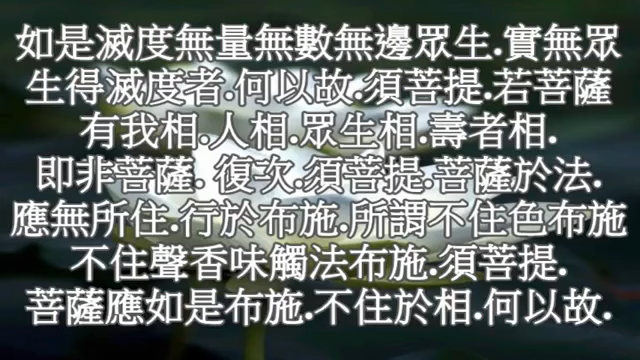 如是滅度無量無數無邊眾生.實無眾
生得滅度者.何以故.須菩提.若菩薩
有我相.人相.眾生相.壽者相.
即非菩薩. 復次.須菩提.菩薩於法.
應無所住.行於布施.所謂不住色布施
不住聲香味觸法布施.須菩提.
菩薩應如是布施.不住於相.何以故.